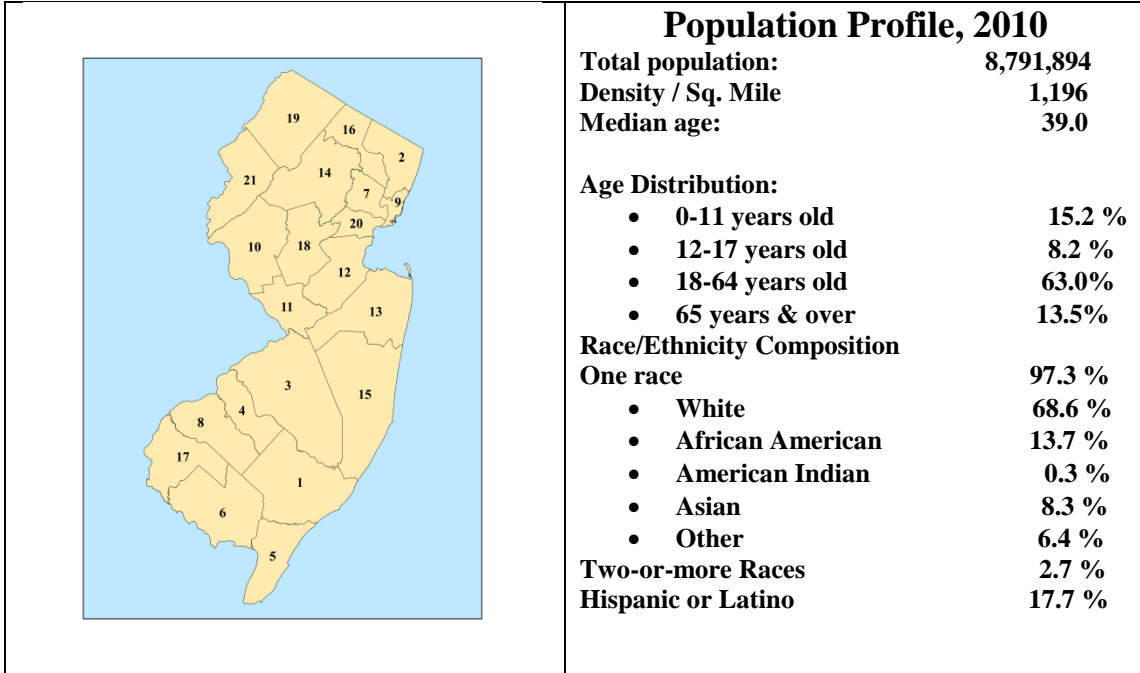 19
16
2
14
21
7
9
20
10
18
12
11
13
3
15
4
8
17
1
6
5
Population Profile, 2010
Total population: 8,791,894
Density / Sq. Mile 1,196
Median age: 39.0
Age Distribution:
• 0-11 years old 15.2 %
• 12-17 years old 8.2 %
• 18-64 years old 63.0%
• 65 years & over 13.5%
Race/Ethnicity Composition
One race 97.3 %
• White 68.6 %
• African American 13.7 %
• American Indian 0.3 %
• Asian 8.3 %
• Other 6.4 %
Two-or-more Races 2.7 %
Hispanic or Latino 17.7 %